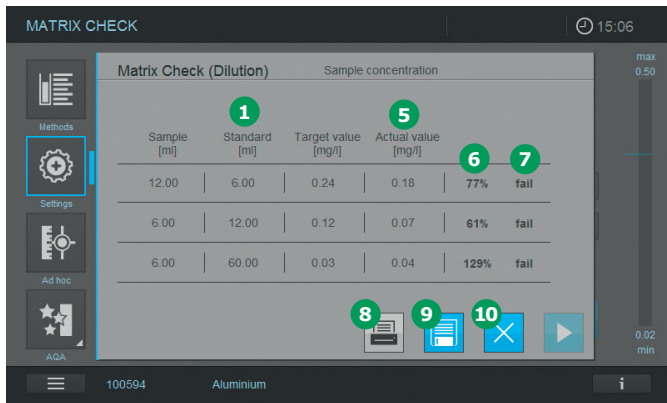 MATRIX CHECK
15:06
max
0.50
Matrix Check (Dilution) Sample concentration
Methods
Settings
Ad hoc
AQA
1
5
6
7
Sample Standard Target value Actual value
[ml] [ml] [mg/l] [mg/l]
12.00 6.00 0.24 0.18 77% fail
6.00 12.00 0.12 0.07 61% fail
6.00 60.00 0.03 0.04 129% fail
8
9
10
0.02
min
100594 Aluminium
i